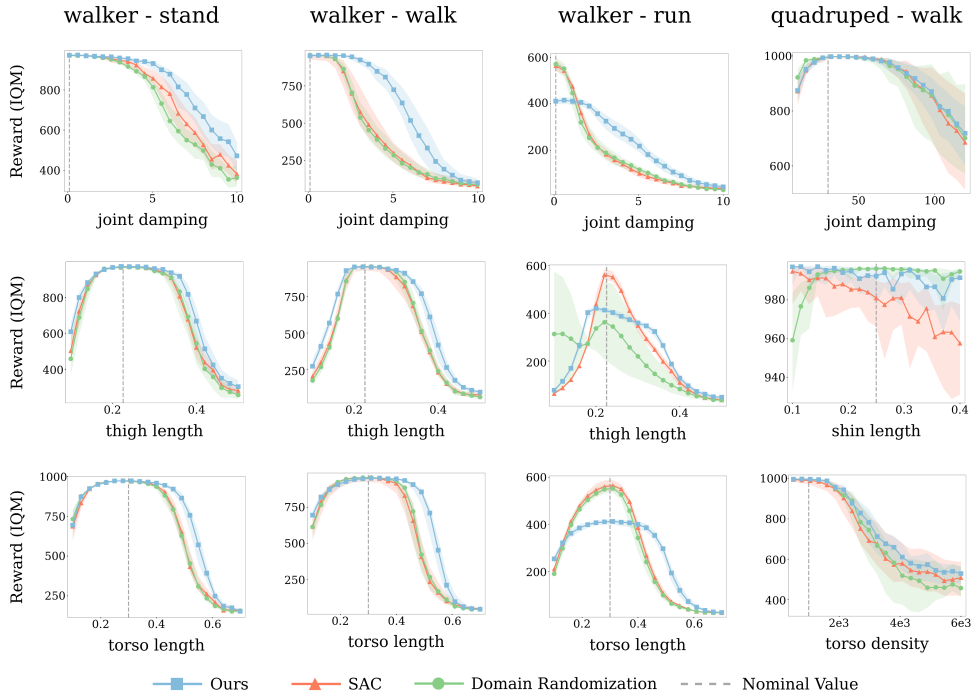 walker - stand
walker - walk
walker - run
quadruped - walk
Reward (IQM)
800
600
400
0
5
10
joint damping
750
500
250
0
5
10
joint damping
600
400
200
0
5
10
joint damping
1000
800
600
50
100
joint damping
Reward (IQM)
800
600
400
0.2
0.4
thigh length
750
500
250
0.2
0.4
thigh length
600
400
200
0.2
0.4
thigh length
980
960
940
0.1
0.2
0.3
0.4
shin length
Reward (IQM)
1000
750
500
250
0.2
0.4
0.6
torso length
750
500
250
0.2
0.4
0.6
torso length
600
400
200
0.2
0.4
0.6
torso length
1000
800
600
400
2e3
4e3
6e3
torso density
Ours
SAC
Domain Randomization
Nominal Value